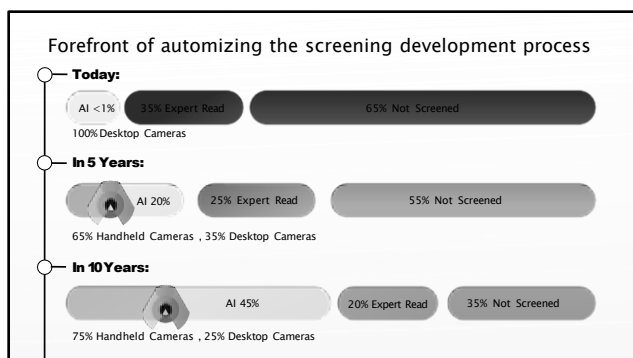 Forefront of automizing the screening development process
Today:
AI <1% 35% Expert Read 65% Not Screened
100% Desktop Cameras
In 5 Years:
AI 20% 25% Expert Read 55% Not Screened
65% Handheld Cameras , 35% Desktop Cameras
In 10 Years:
AI 45% 20% Expert Read 35% Not Screened
75% Handheld Cameras , 25% Desktop Cameras